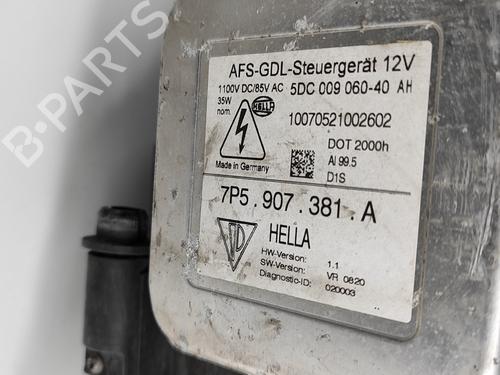 B-PARTS
AFS-GDL-Steuergerät 12V
1100V DC/85V AC 5DC 009 060-40 AH
35W
nom.
HELLA
10070521002602
DOT 2000h
Al 99.5
D1S
Made in Germany
7P5.907.381.A
HELLA
HW-Version: 1.1
SW-Version: VR 0820
Diagnostic-ID: 020003